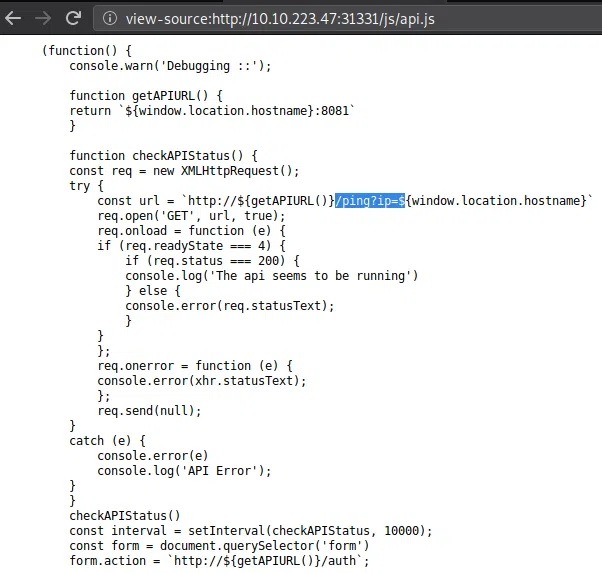 view-source:http://10.10.223.47:31331/js/api.js
(function() {
    console.warn('Debugging ::');

    function getAPIURL() {
    return `${window.location.hostname}:8081`
    }

    function checkAPIStatus() {
    const req = new XMLHttpRequest();
    try {
        const url = `http://${getAPIURL()}/ping?ip=${window.location.hostname}`
        req.open('GET', url, true);
        req.onload = function (e) {
        if (req.readyState === 4) {
            if (req.status === 200) {
            console.log('The api seems to be running')
            } else {
            console.error(req.statusText);
            }
        }
        };
        req.onerror = function (e) {
        console.error(xhr.statusText);
        };
        req.send(null);
    }
    catch (e) {
        console.error(e)
        console.log('API Error');
    }
    }
    checkAPIStatus()
    const interval = setInterval(checkAPIStatus, 10000);
    const form = document.querySelector('form')
    form.action = `http://${getAPIURL()}/auth`;